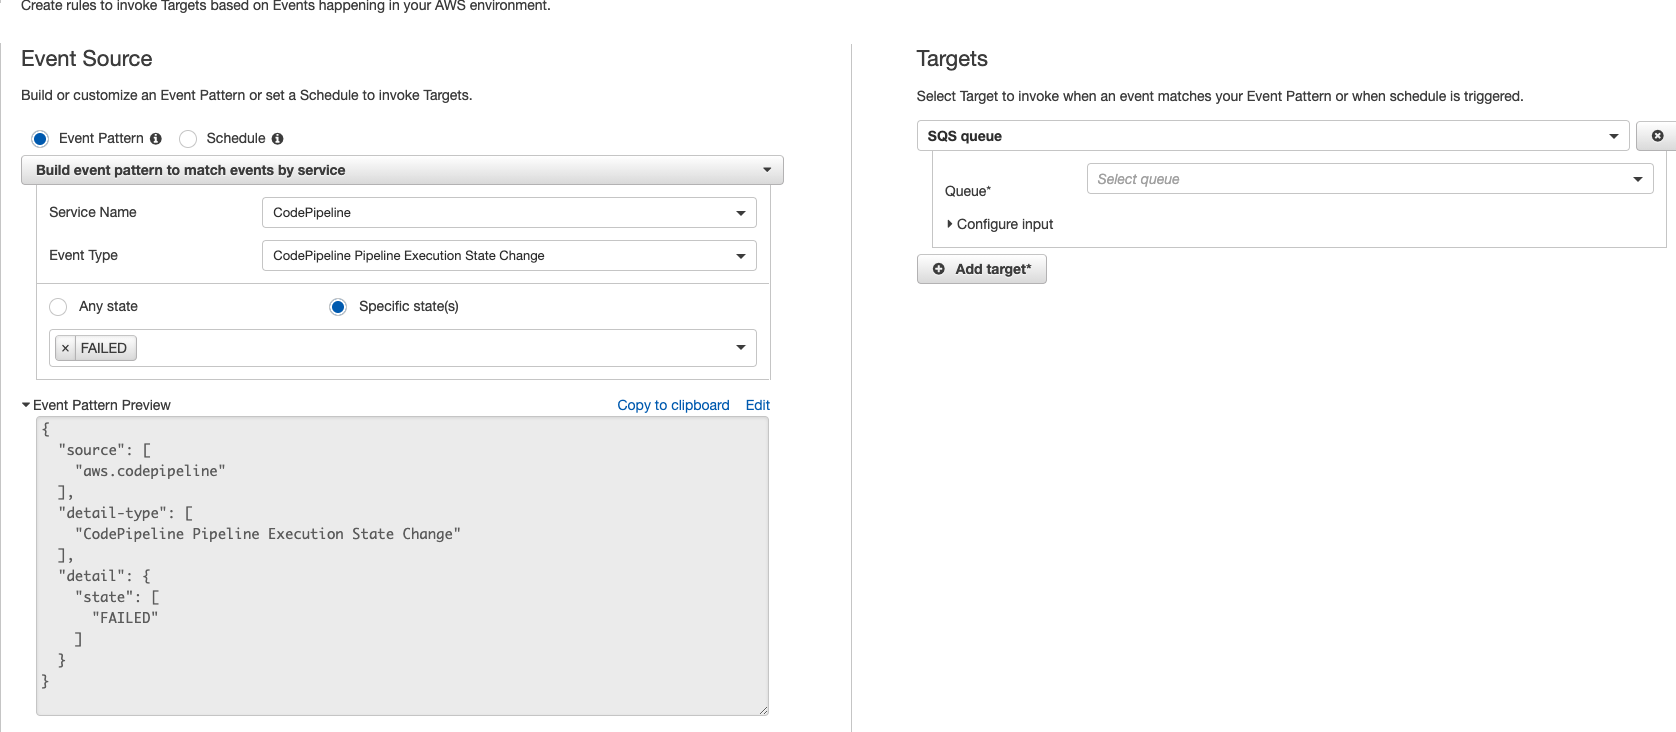 Create rules to invoke Targets based on Events happening in your AWS environment.
Event Source
Build or customize an Event Pattern or set a Schedule to invoke Targets.
Event Pattern
Schedule
Build event pattern to match events by service
Service Name
CodePipeline
Event Type
CodePipeline Pipeline Execution State Change
Any state
Specific state(s)
× FAILED
Event Pattern Preview
Copy to clipboard
Edit
{
  "source": [
    "aws.codepipeline"
  ],
  "detail-type": [
    "CodePipeline Pipeline Execution State Change"
  ],
  "detail": {
    "state": [
      "FAILED"
    ]
  }
}
Targets
Select Target to invoke when an event matches your Event Pattern or when schedule is triggered.
SQS queue
Queue*
Select queue
Configure input
Add target*